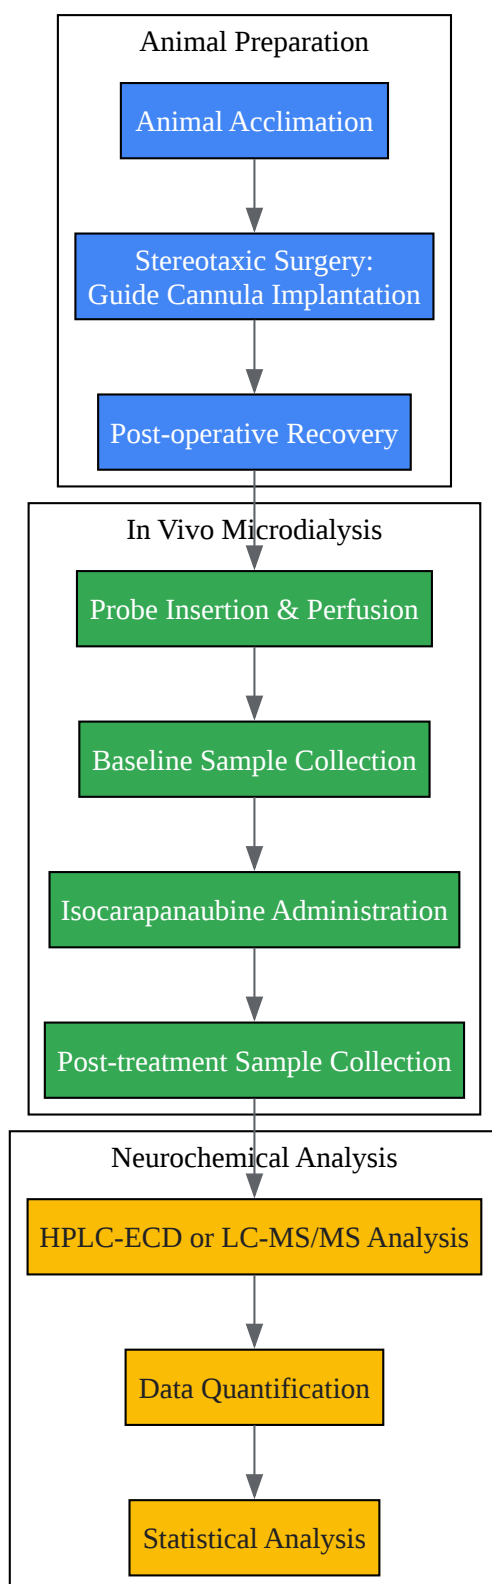 Animal Preparation
Animal Acclimation
Stereotaxic Surgery:
Guide Cannula Implantation
Post-operative Recovery
In Vivo Microdialysis
Probe Insertion & Perfusion
Baseline Sample Collection
Isocarapanaubine Administration
Post-treatment Sample Collection
Neurochemical Analysis
HPLC-ECD or LC-MS/MS Analysis
Data Quantification
Statistical Analysis